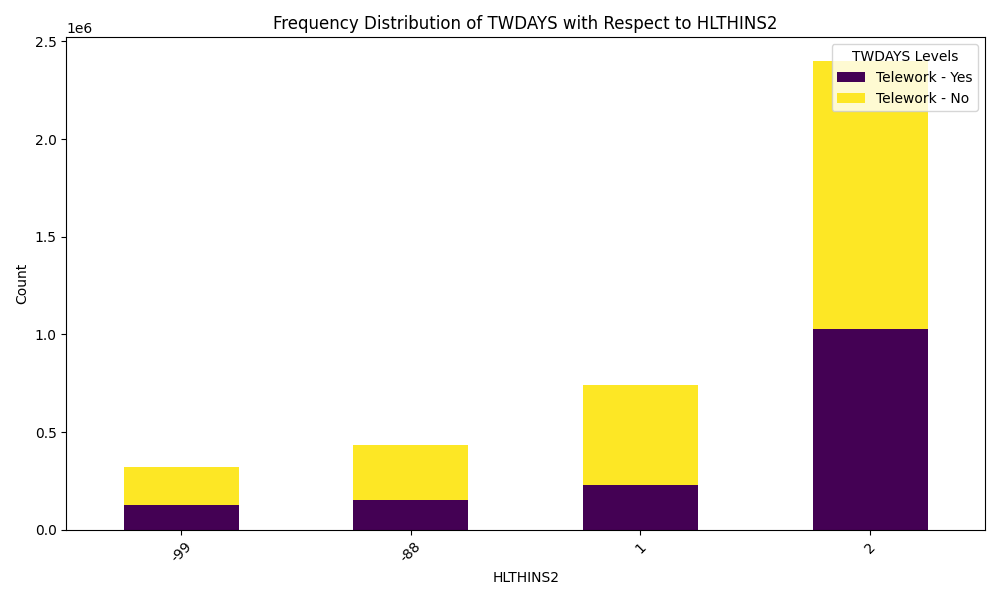 Frequency Distribution of TWDAYS with Respect to HLTHINS2
1e6
2.5
2.0
1.5
1.0
0.5
0.0
Count
TWDAYS Levels
Telework - Yes
Telework - No
-99
-88
1
2
HLTHINS2